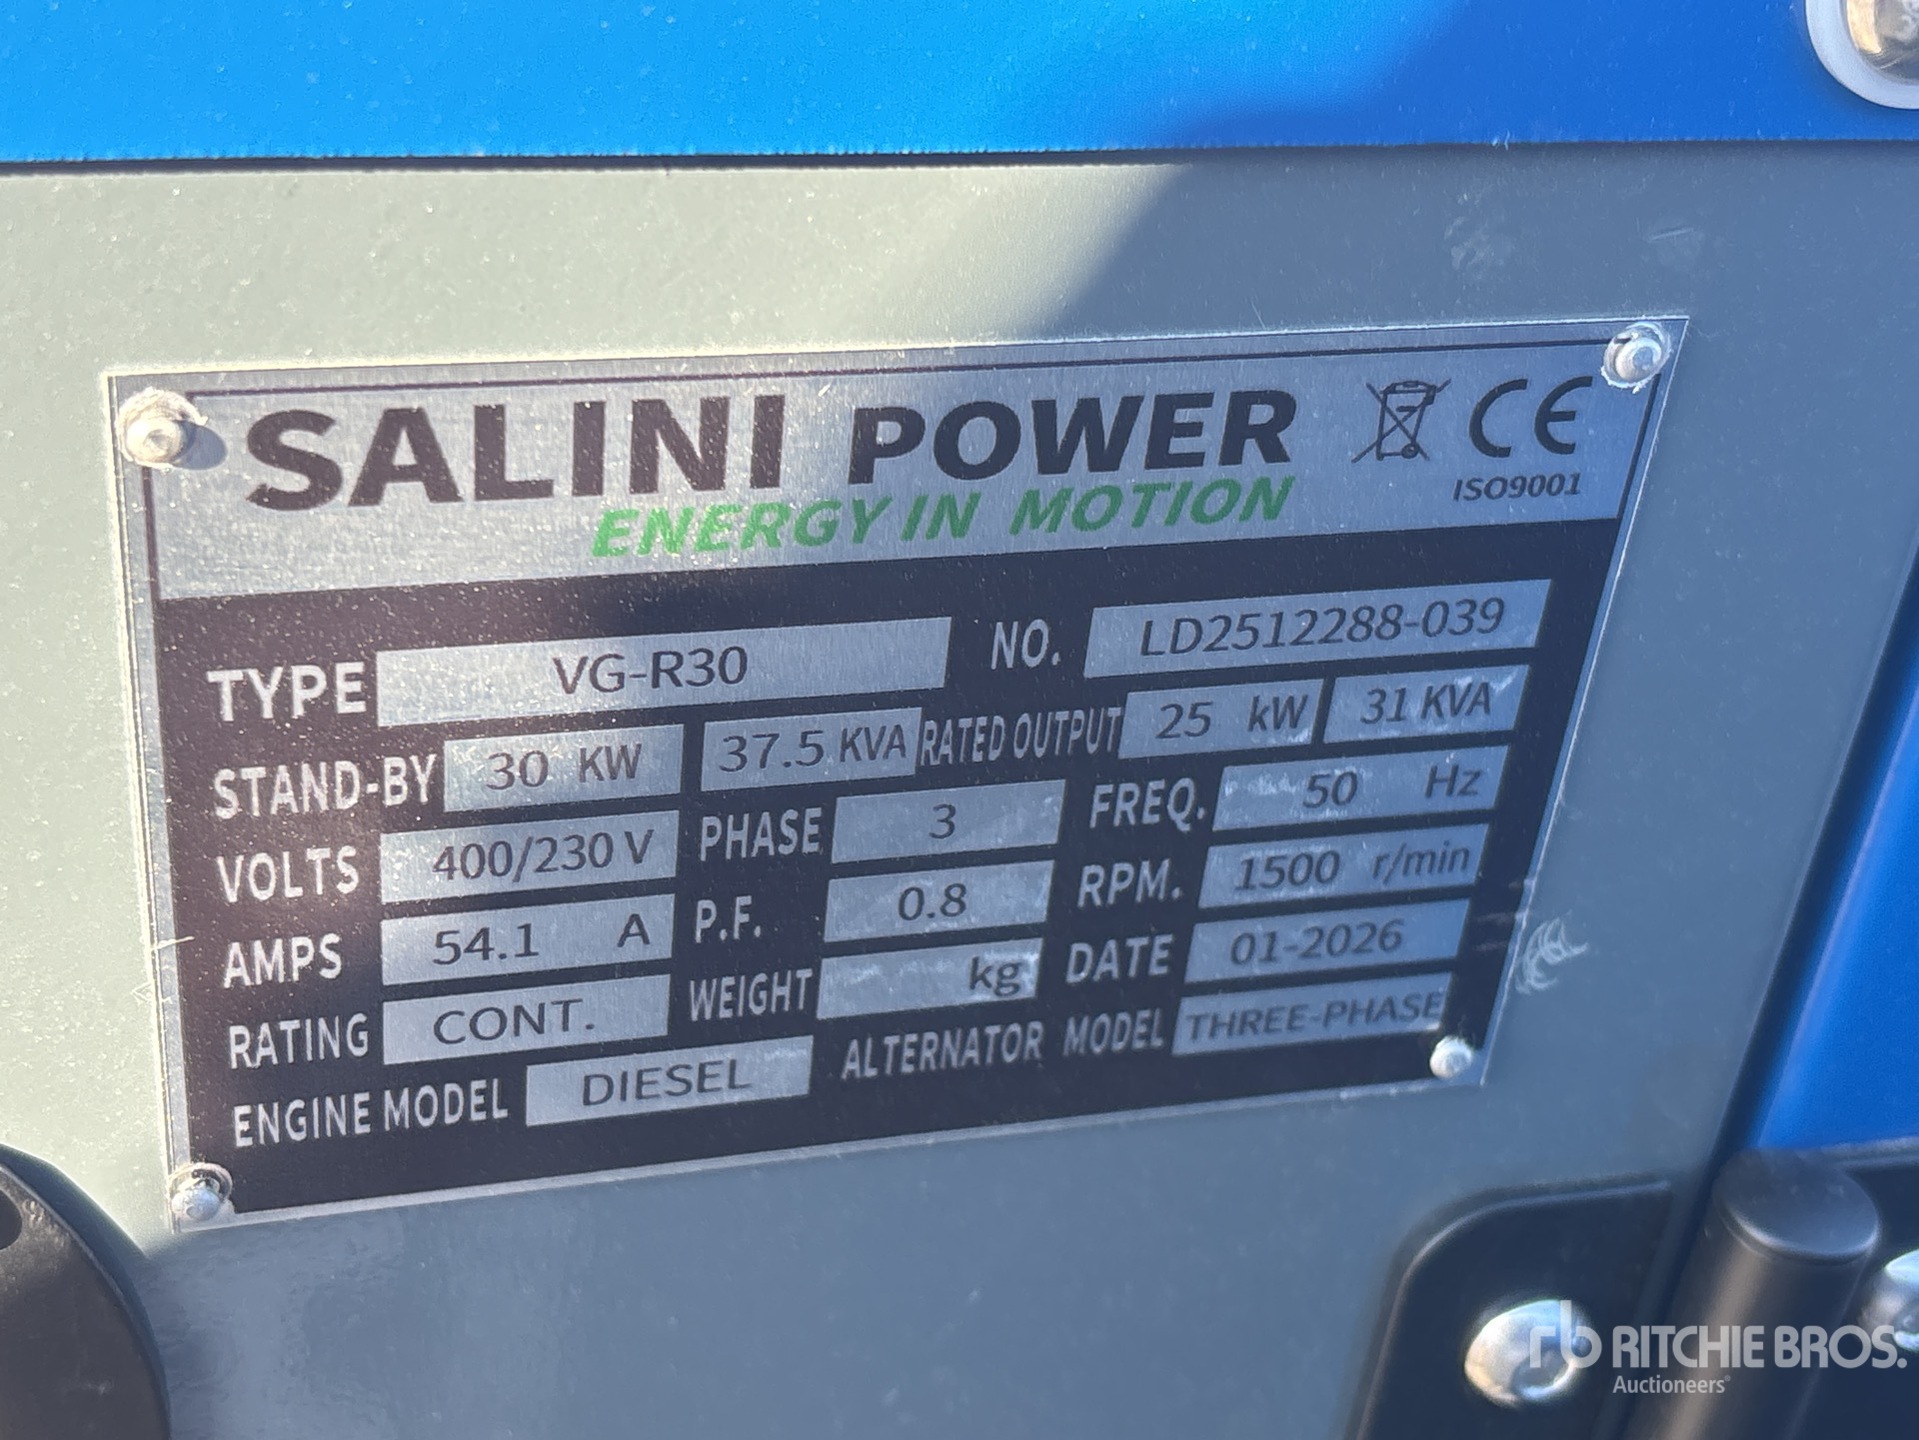 SALINI POWER
CE
ENERGY IN MOTION
ISO9001
TYPE VG-R30 NO. LD2512288-039
STAND-BY 30 KW 37.5 KVA RATED OUTPUT 25 kW 31 KVA
VOLTS 400/230 V PHASE 3 FREQ. 50 Hz
AMPS 54.1 A P.F. 0.8 RPM. 1500 r/min
RATING CONT. WEIGHT kg DATE 01-2026
ENGINE MODEL DIESEL ALTERNATOR MODEL THREE-PHASE
rb RITCHIE BROS.
Auctioneers®